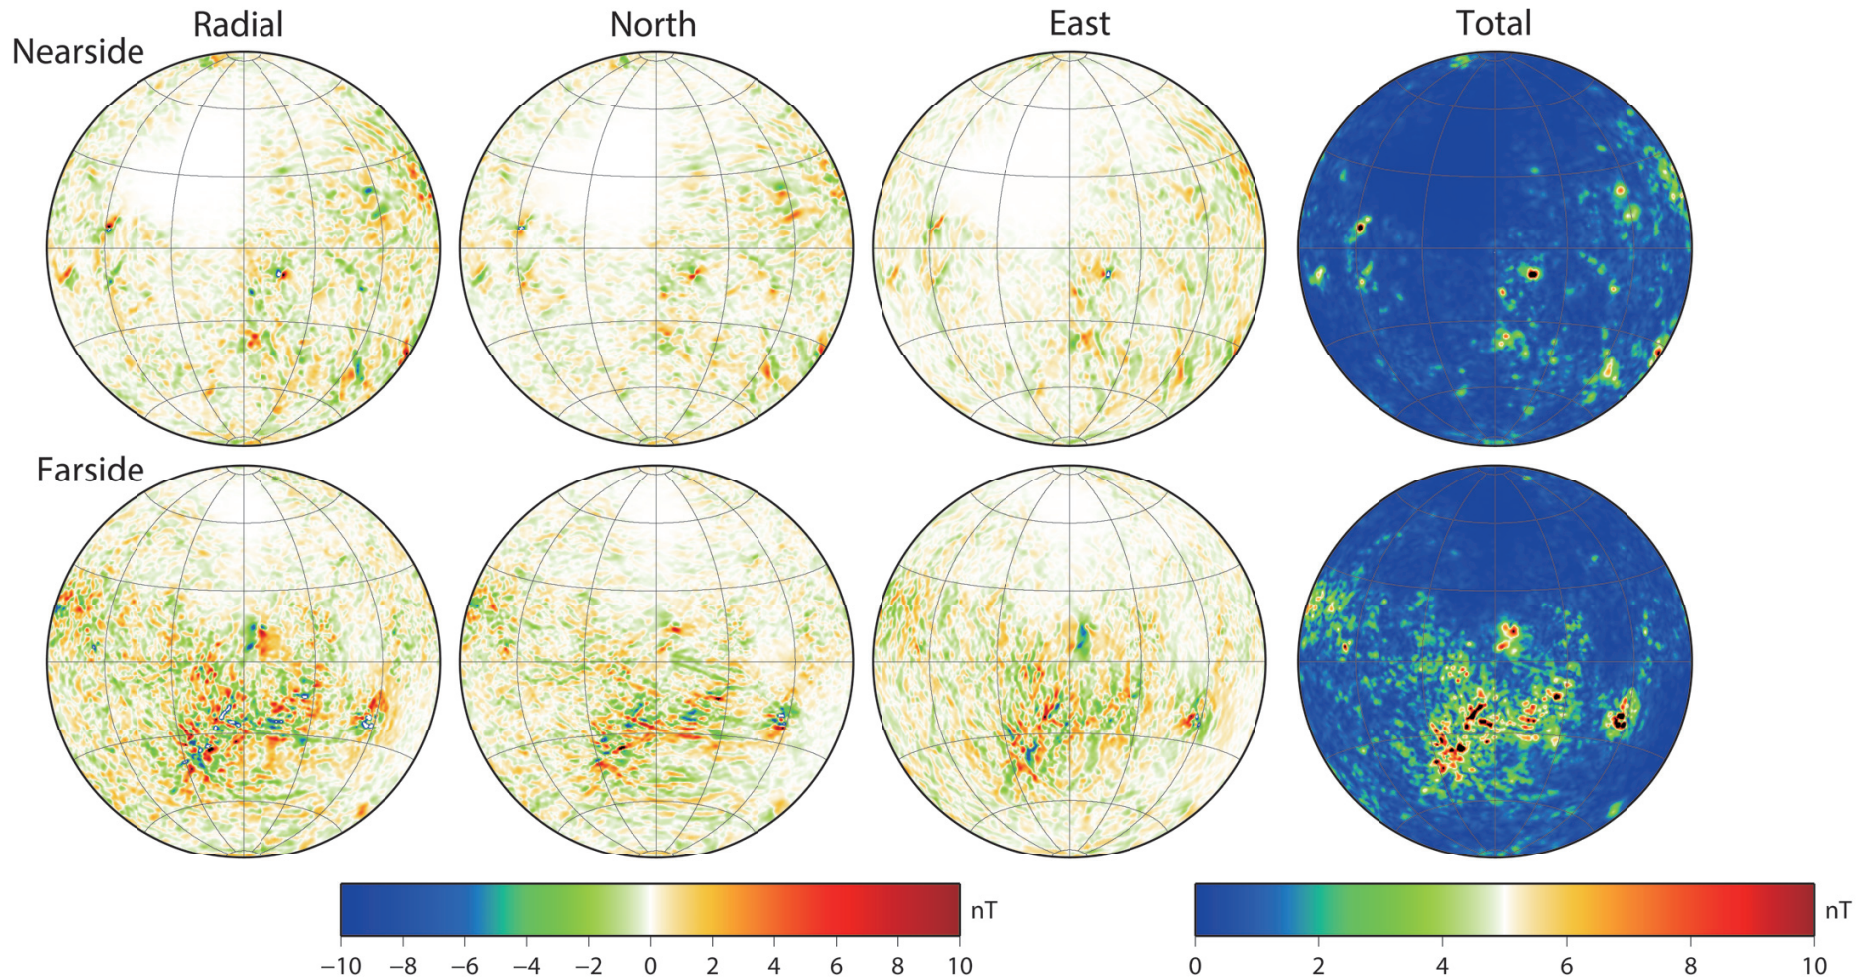 Radial North East Total
Nearside
Farside
−10 −8 −6 −4 −2 0 2 4 6 8 10 nT
0 2 4 6 8 10 nT